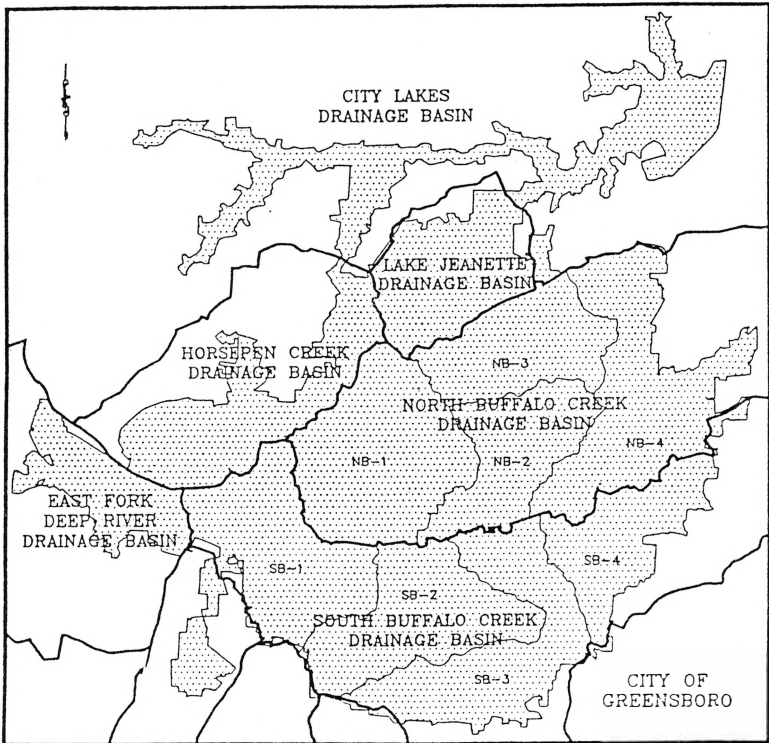 CITY LAKES
DRAINAGE BASIN
LAKE JEANETTE
DRAINAGE BASIN
HORSEPEN CREEK
DRAINAGE BASIN
NB-3
NORTH BUFFALO CREEK
DRAINAGE BASIN
NB-4
NB-1
NB-2
EAST FORK
DEEP RIVER
DRAINAGE BASIN
SB-1
SB-4
SB-2
SOUTH BUFFALO CREEK
DRAINAGE BASIN
SB-3
CITY OF
GREENSBORO